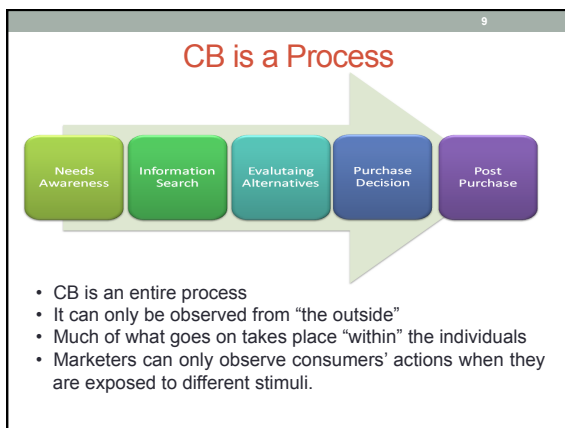 9
CB is a Process
Needs
Awareness
Information
Search
Evalutaing
Alternatives
Purchase
Decision
Post
Purchase
• CB is an entire process
• It can only be observed from “the outside”
• Much of what goes on takes place “within” the individuals
• Marketers can only observe consumers’ actions when they
are exposed to different stimuli.